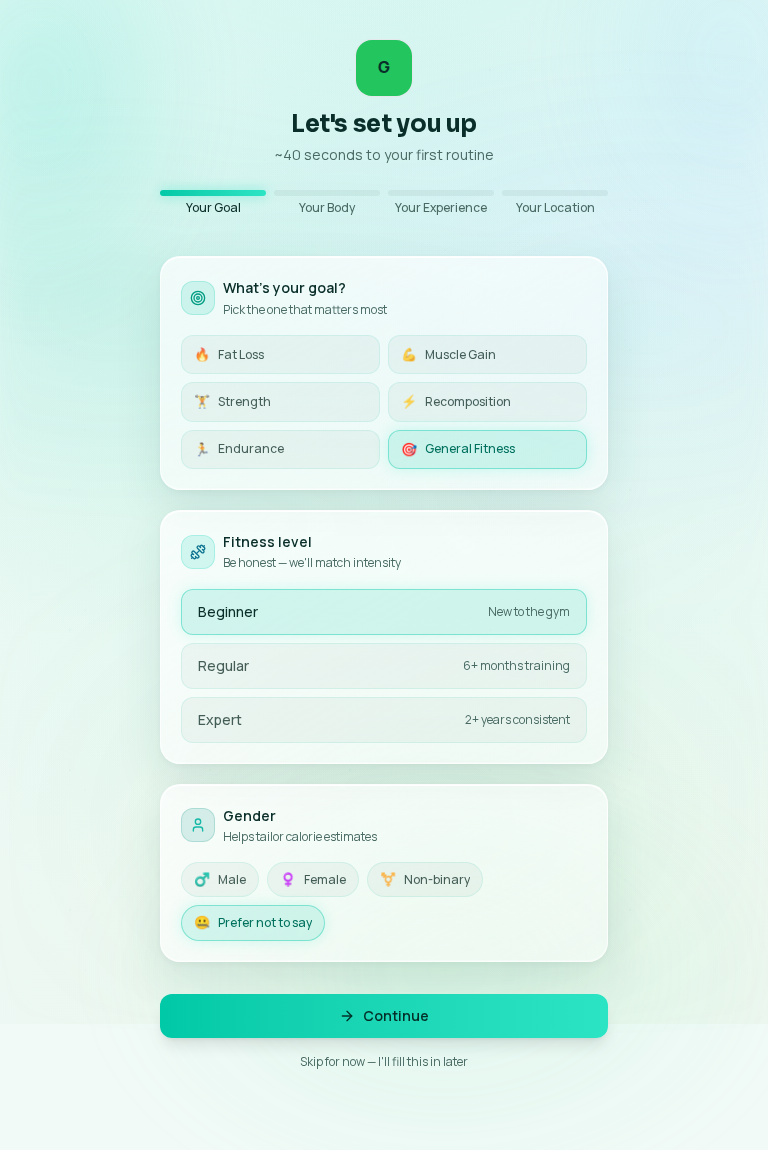 G
Let's set you up
~40 seconds to your first routine
Your Goal
Your Body
Your Experience
Your Location
What's your goal?
Pick the one that matters most
Fat Loss
Muscle Gain
Strength
Recomposition
Endurance
General Fitness
Fitness level
Be honest — we'll match intensity
Beginner
New to the gym
Regular
6+ months training
Expert
2+ years consistent
Gender
Helps tailor calorie estimates
Male
Female
Non-binary
Prefer not to say
Continue
Skip for now — I'll fill this in later